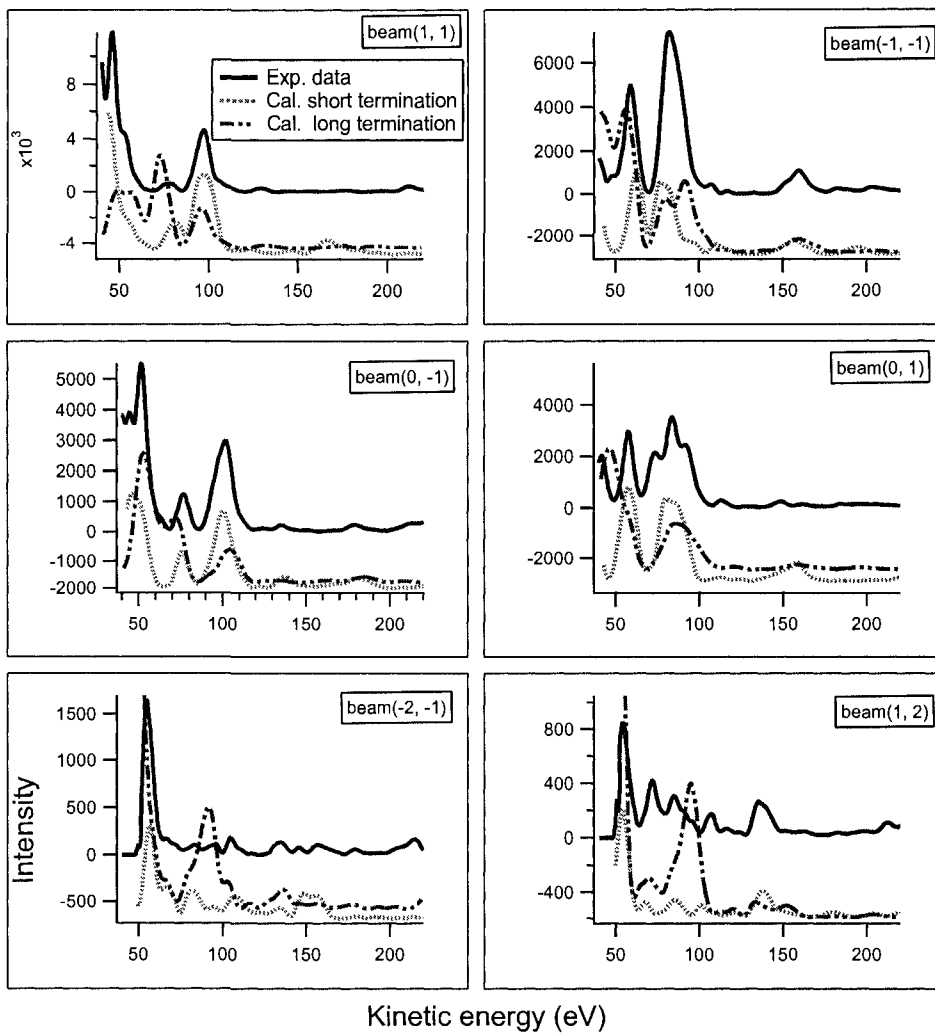 beam(1, 1)
Exp. data
Cal. short termination
Cal. long termination
x10³
8
4
0
-4
50 100 150 200
beam(-1, -1)
6000
4000
2000
0
-2000
50 100 150 200
beam(0, -1)
5000
4000
3000
2000
1000
0
-1000
-2000
50 100 150 200
beam(0, 1)
4000
2000
0
-2000
50 100 150 200
beam(-2, -1)
1500
1000
500
0
-500
50 100 150 200
beam(1, 2)
800
400
0
-400
50 100 150 200
Intensity
Kinetic energy (eV)